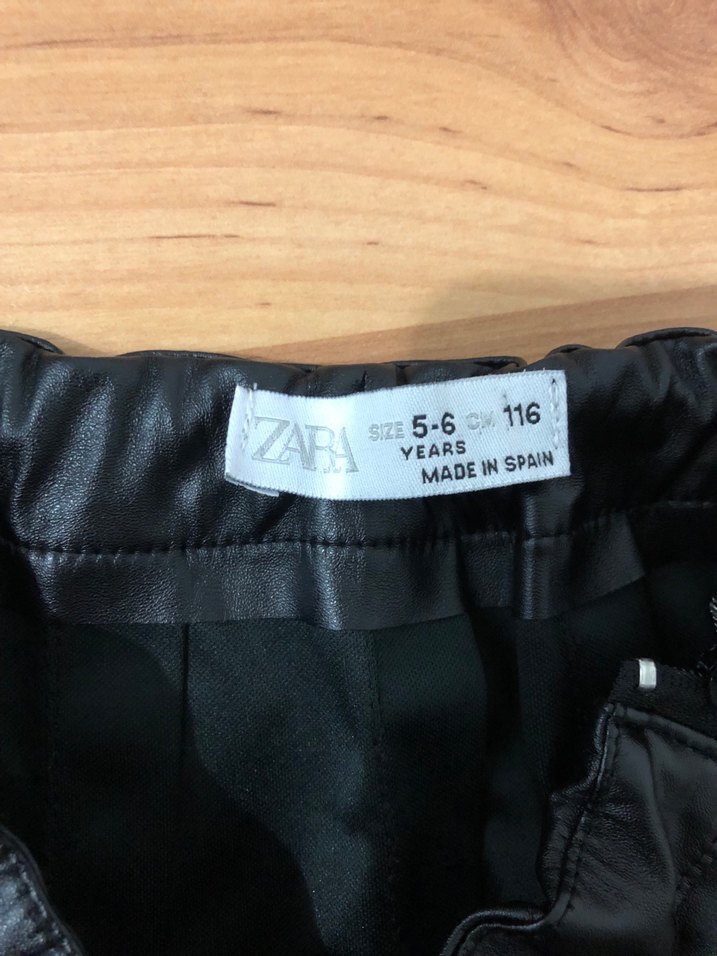 ZARA
SIZE 5-6 CM 116
YEARS
MADE IN SPAIN